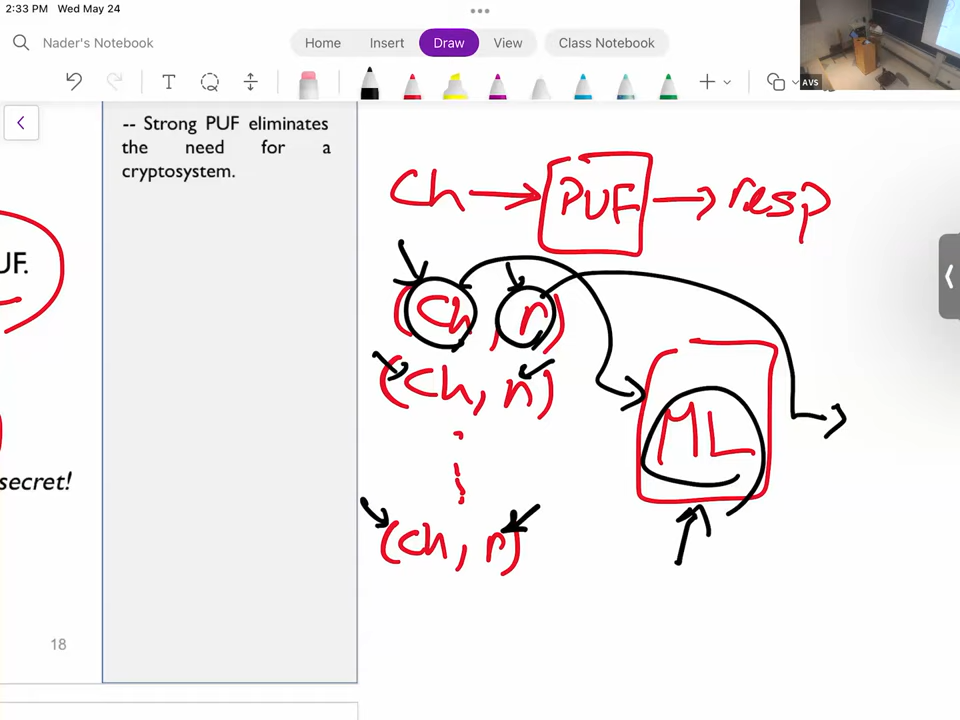 2:33 PM Wed May 24
Nader's Notebook
Home Insert Draw View Class Notebook
T
AVS
-- Strong PUF eliminates
the need for a
cryptosystem.
UF.
secret!
18
Ch → PUF → resp
(Ch, r)
(Ch, r)
(Ch, r)
ML